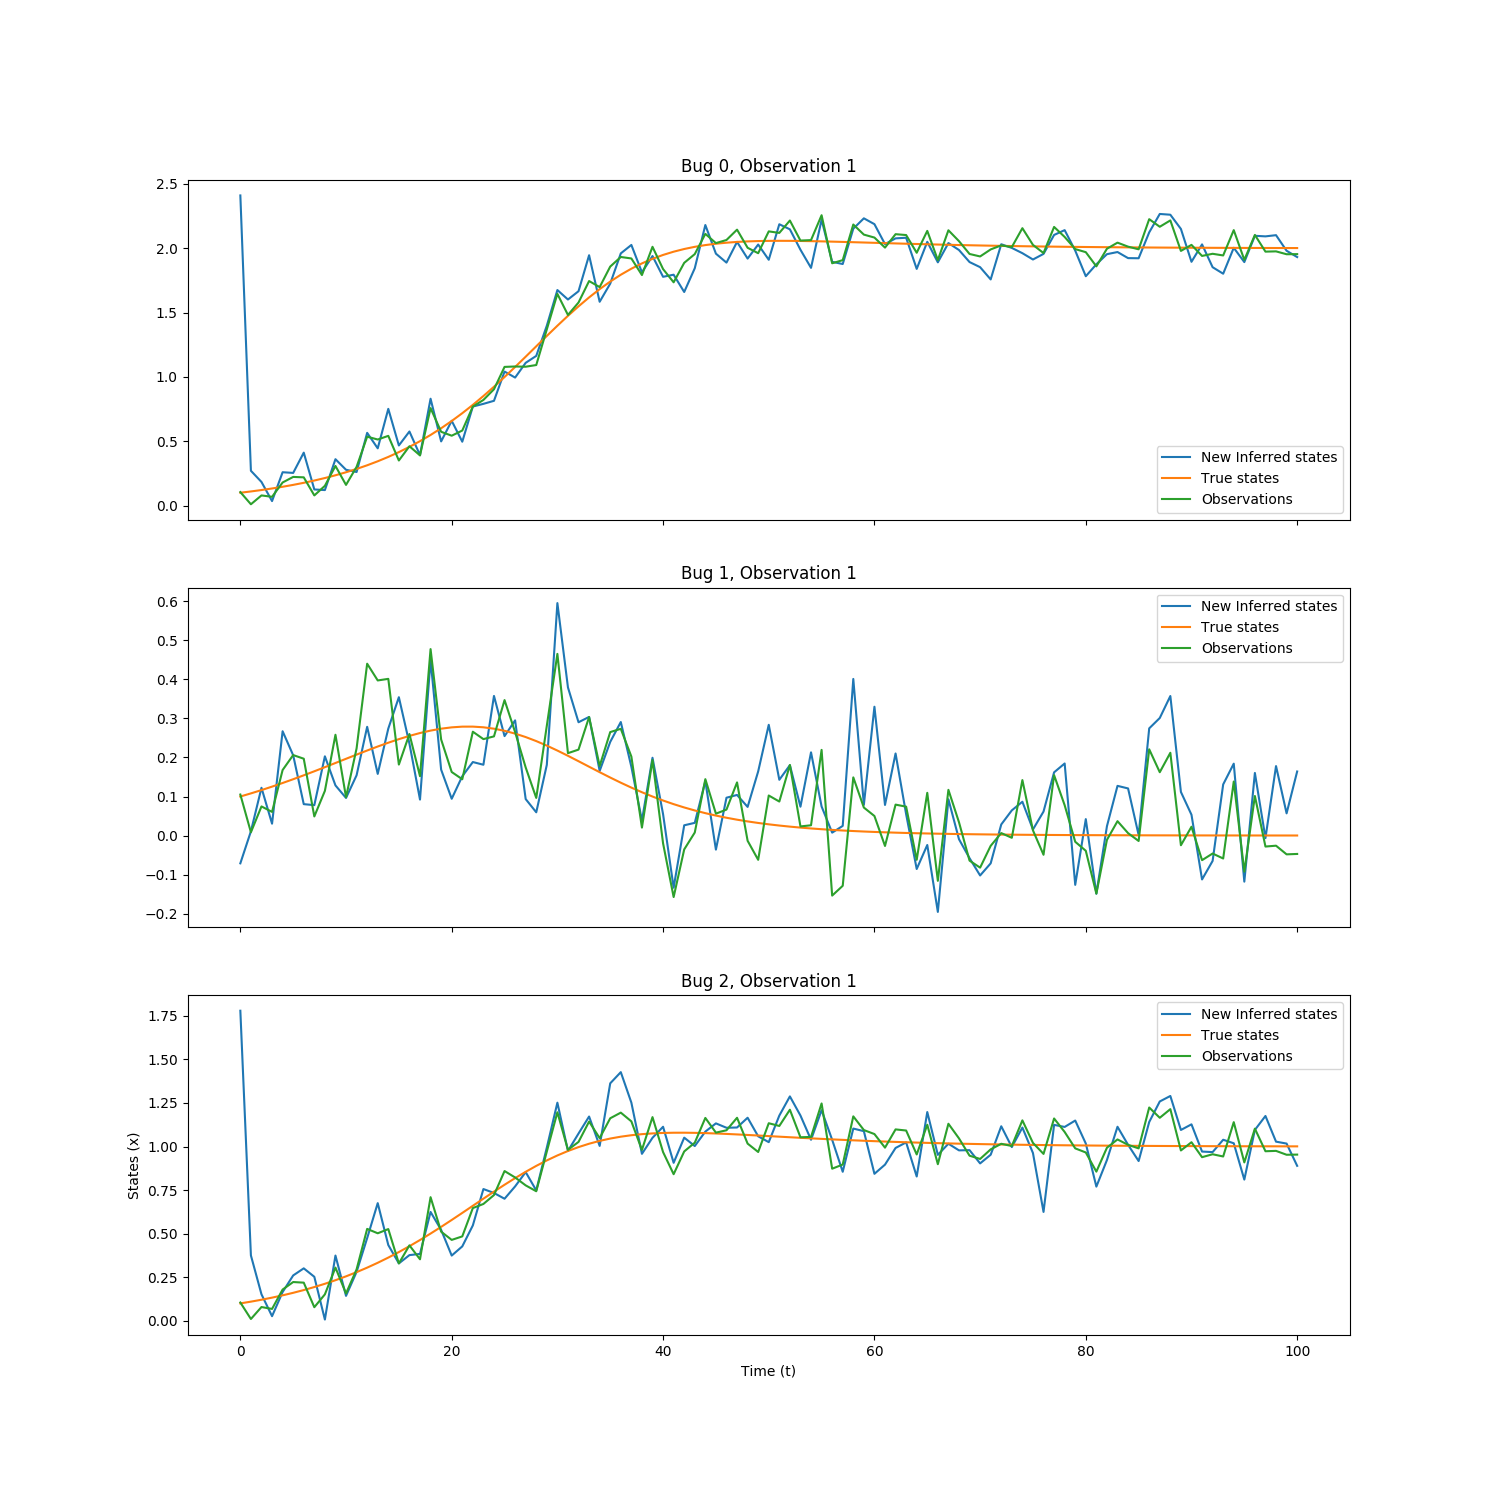 Bug 0, Observation 1
2.5
2.0
1.5
1.0
0.5
0.0
New Inferred states
True states
Observations
Bug 1, Observation 1
0.6
0.5
0.4
0.3
0.2
0.1
0.0
−0.1
−0.2
New Inferred states
True states
Observations
Bug 2, Observation 1
States (x)
1.75
1.50
1.25
1.00
0.75
0.50
0.25
0.00
New Inferred states
True states
Observations
0 20 40 60 80 100
Time (t)